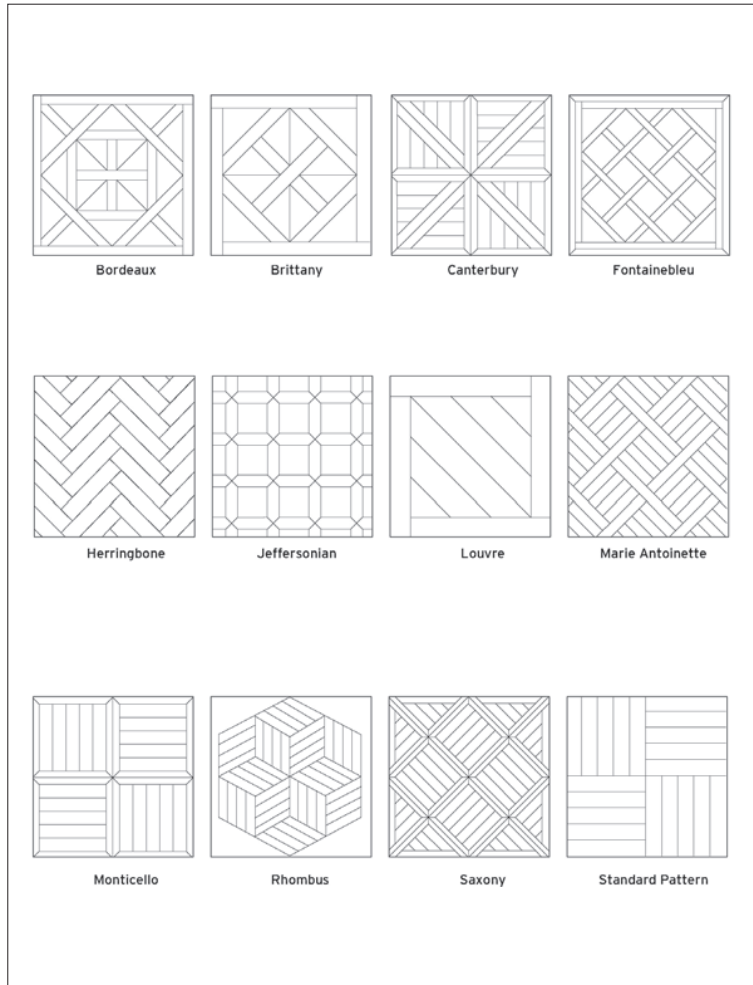 Bordeaux
Brittany
Canterbury
Fontainebleu
Herringbone
Jeffersonian
Louvre
Marie Antoinette
Monticello
Rhombus
Saxony
Standard Pattern